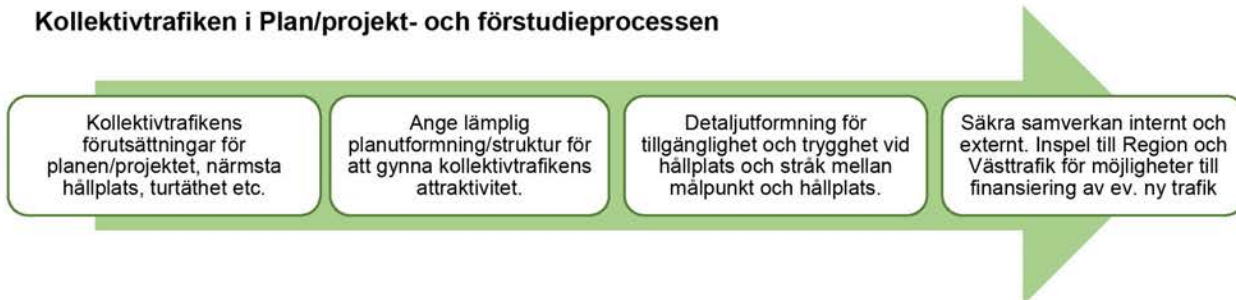 Kollektivtrafiken i Plan/projekt- och förstudieprocessen
Kollektivtrafikens
förutsättningar för
planen/projektet, närmsta
hållplats, turtäthet etc.
Ange lämplig
planutformning/struktur för
att gynna kollektivtrafikens
attraktivitet.
Detaljutformning för
tillgänglighet och trygghet vid
hållplats och stråk mellan
målpunkt och hållplats.
Säkra samverkan internt och
externt. Inspel till Region och
Västtrafik för möjligheter till
finansiering av ev. ny trafik